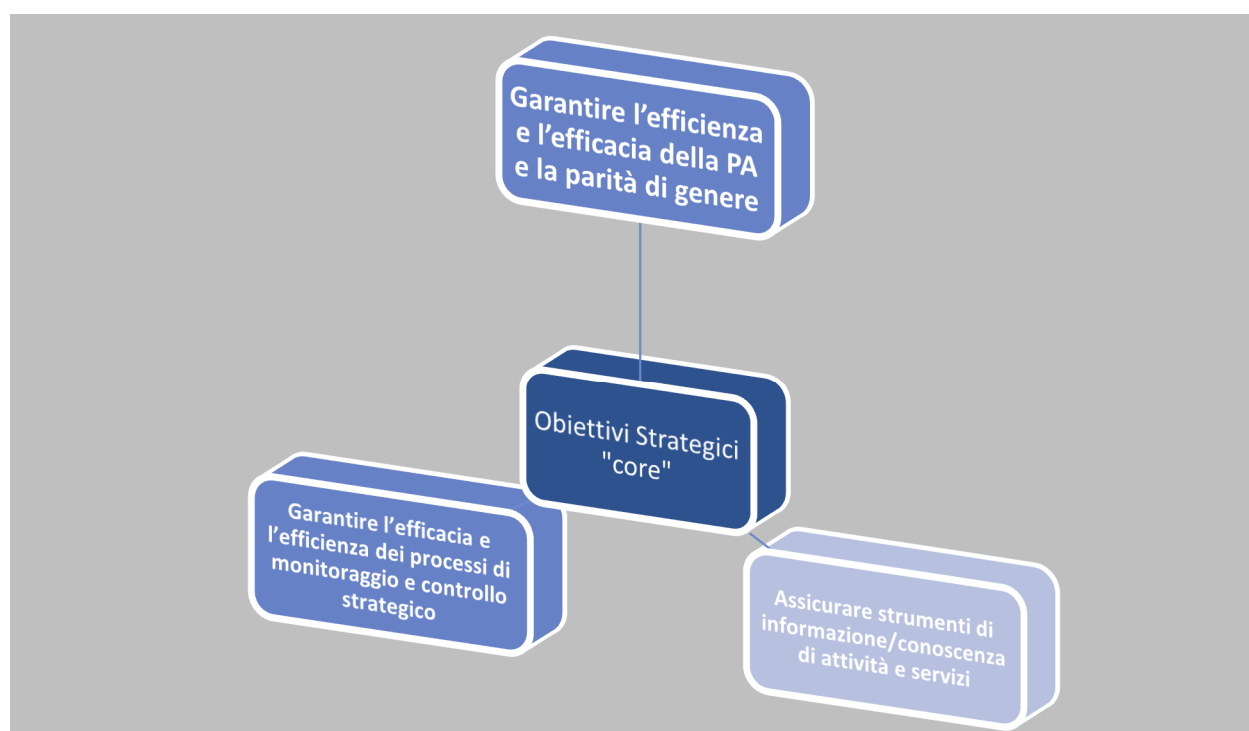 Garantire l’efficienza
e l’efficacia della PA
e la parità di genere
Obiettivi Strategici
"core"
Garantire l’efficacia e
l’efficienza dei processi di
monitoraggio e controllo
strategico
Assicurare strumenti di
informazione/conoscenza
di attività e servizi